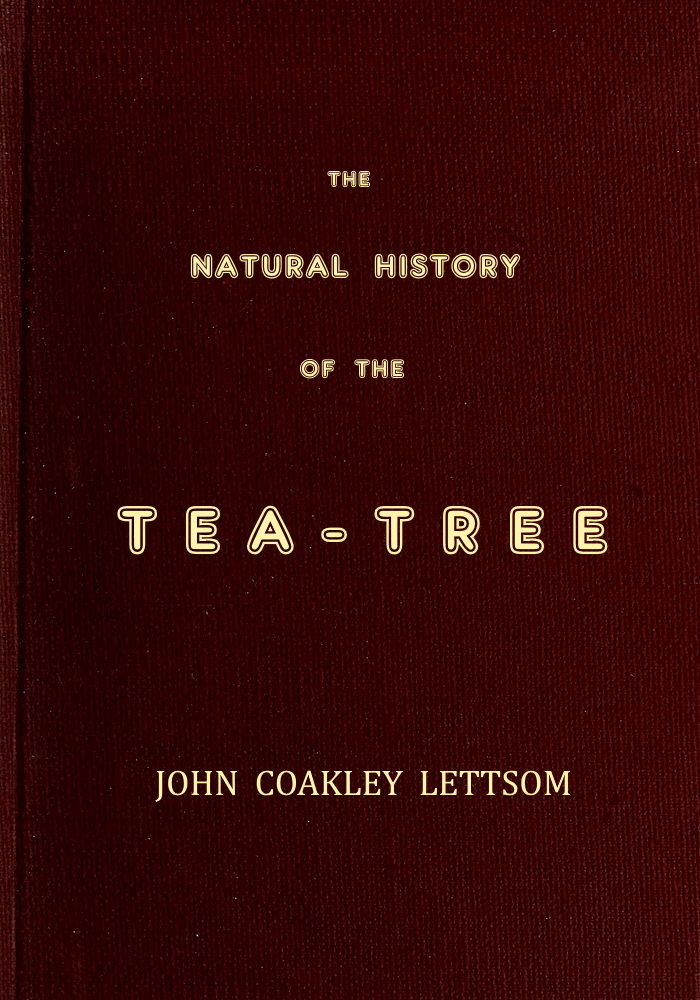 THE
NATURAL HISTORY
OF THE
TEA-TREE
JOHN COAKLEY LETTSOM